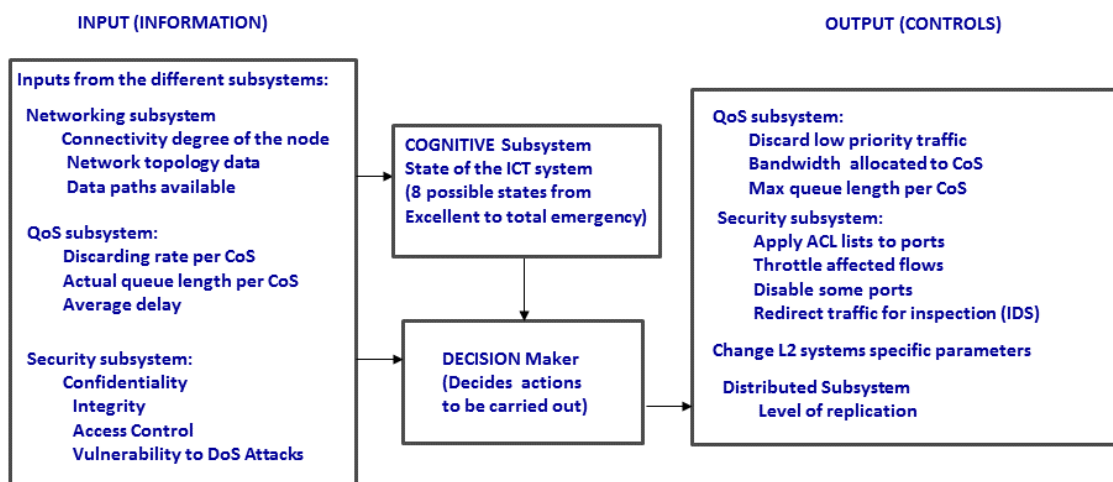 INPUT (INFORMATION)
Inputs from the different subsystems:
Networking subsystem
Connectivity degree of the node
Network topology data
Data paths available
QoS subsystem:
Discarding rate per CoS
Actual queue length per CoS
Average delay
Security subsystem:
Confidentiality
Integrity
Access Control
Vulnerability to DoS Attacks
COGNITIVE Subsystem
State of the ICT system
(8 possible states from
Excellent to total emergency)
DECISION Maker
(Decides actions
to be carried out)
OUTPUT (CONTROLS)
QoS subsystem:
Discard low priority traffic
Bandwidth allocated to CoS
Max queue length per CoS
Security subsystem:
Apply ACL lists to ports
Throttle affected flows
Disable some ports
Redirect traffic for inspection (IDS)
Change L2 systems specific parameters
Distributed Subsystem
Level of replication